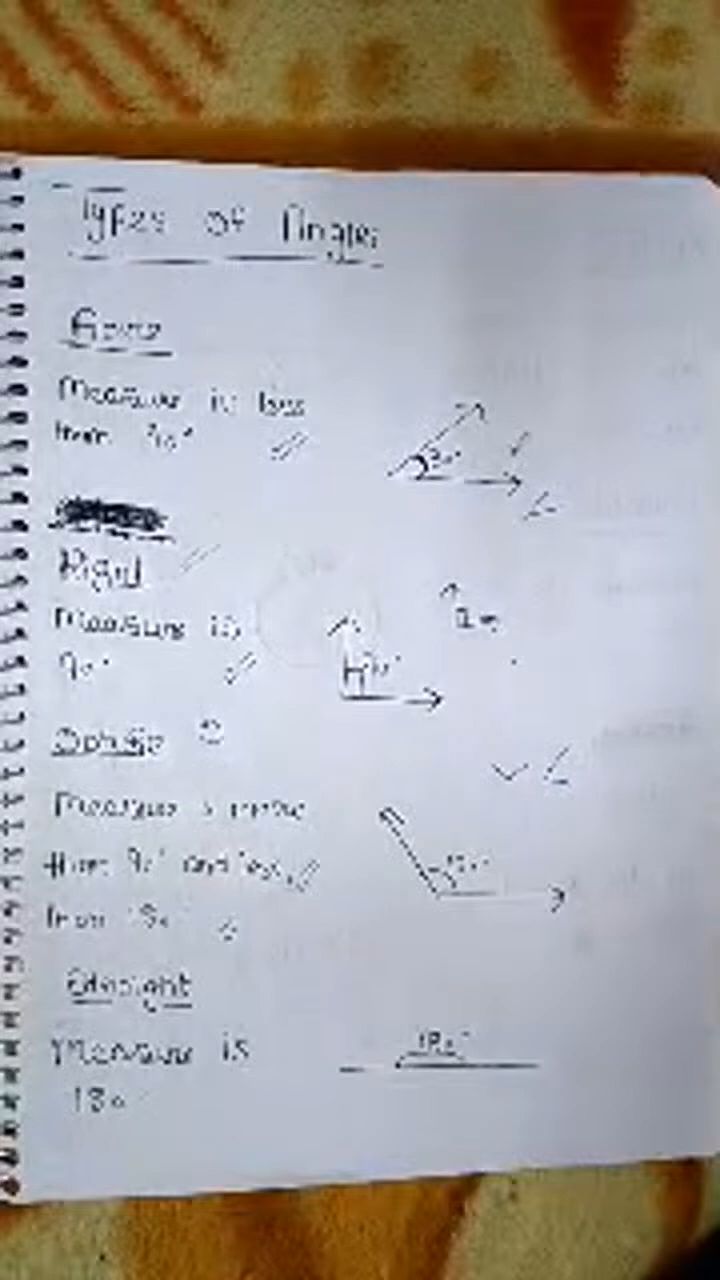 Types of Angles
Acute
Measure is less
than 90°
Right
Measure is
90°
90°
Measure is more
than 90° and less
than 180
Straight
Measure is
180
180°